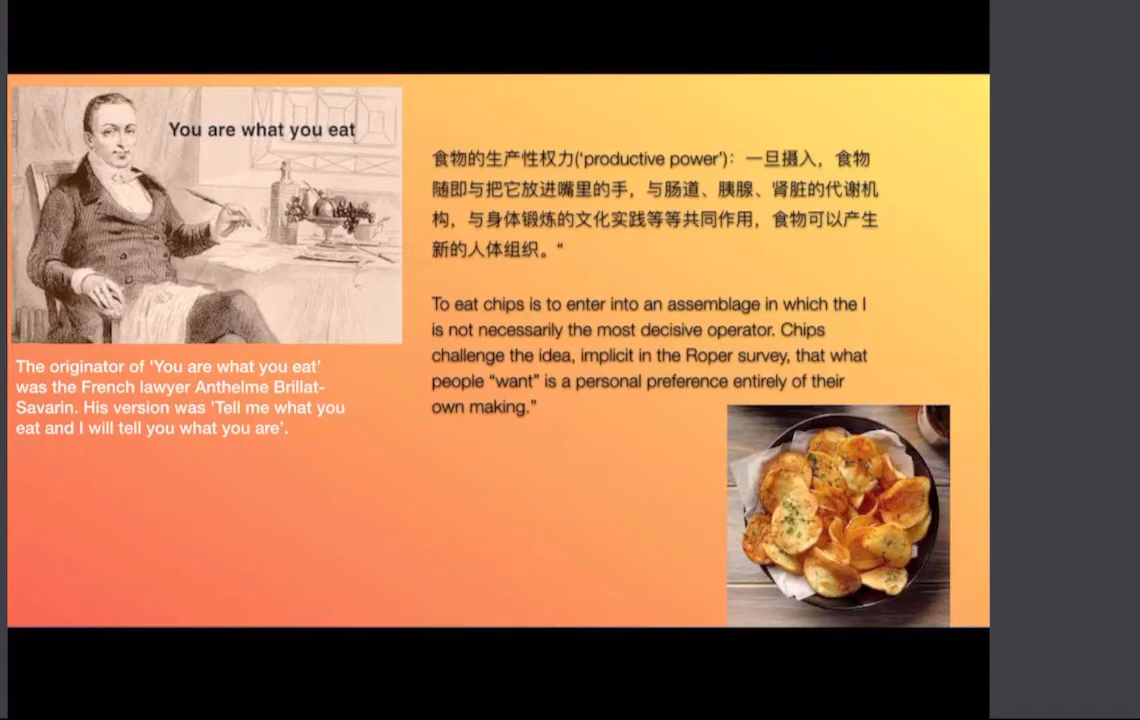 You are what you eat
The originator of 'You are what you eat'
was the French lawyer Anthelme Brillat-
Savarin. His version was 'Tell me what you
eat and I will tell you what you are'.
食物的生产性权力('productive power')：一旦摄入，食物
随即与把它放进嘴里的手，与肠道、胰腺、肾脏的代谢机
构，与身体锻炼的文化实践等等共同作用，食物可以产生
新的人体组织。“
To eat chips is to enter into an assemblage in which the I
is not necessarily the most decisive operator. Chips
challenge the idea, implicit in the Roper survey, that what
people “want” is a personal preference entirely of their
own making.”